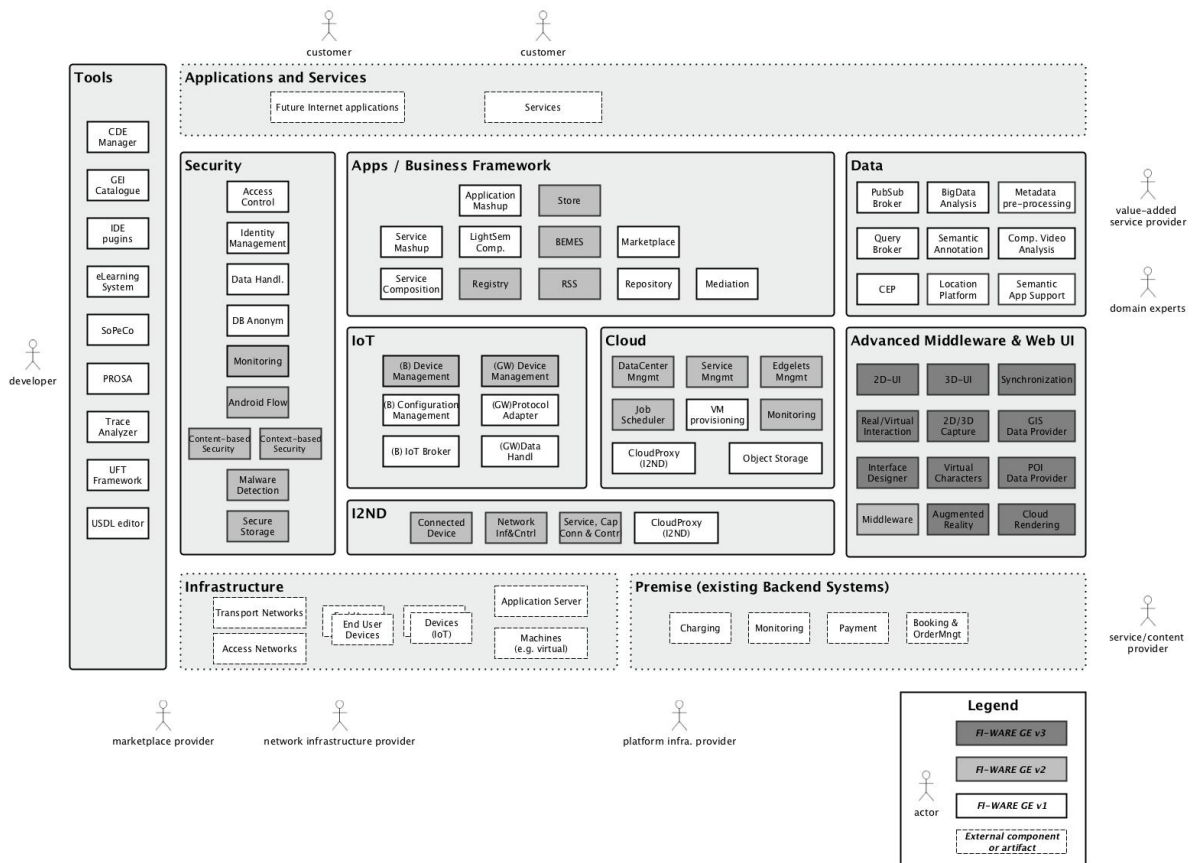 customer
customer
Tools
CDE
Manager
GEI
Catalogue
IDE
pugins
eLearning
System
SoPeCo
PROSA
Trace
Analyzer
UFT
Framework
USDL editor
Applications and Services
Future Internet applications
Services
Security
Access
Control
Identity
Management
Data Handl.
DB Anonym
Monitoring
Android Flow
Content-based
Security
Context-based
Security
Malware
Detection
Secure
Storage
Apps / Business Framework
Application
Mashup
Store
Service
Mashup
LightSem
Comp.
BEMES
Marketplace
Service
Composition
Registry
RSS
Repository
Mediation
Data
PubSub
Broker
BigData
Analysis
Metadata
pre-processing
Query
Broker
Semantic
Annotation
Comp. Video
Analysis
CEP
Location
Platform
Semantic
App Support
value-added
service provider
domain experts
developer
IoT
(B) Device
Management
(GW) Device
Management
(B) Configuration
Management
(GW)Protocol
Adapter
(B) IoT Broker
(GW)Data
Handl
Cloud
DataCenter
Mngmt
Service
Mngmt
Edgelets
Mngmt
Job
Scheduler
VM
provisioning
Monitoring
CloudProxy
(I2ND)
Object Storage
Advanced Middleware & Web UI
2D-UI
3D-UI
Synchronization
Real/Virtual
Interaction
2D/3D
Capture
GIS
Data Provider
Interface
Designer
Virtual
Characters
POI
Data Provider
Middleware
Augmented
Reality
Cloud
Rendering
I2ND
Connected
Device
Network
Inf&Cntrl
Service, Cap
Conn & Contr
CloudProxy
(I2ND)
Infrastructure
Transport Networks
Access Networks
End User
Devices
Devices
(IoT)
Application Server
Machines
(e.g. virtual)
Premise (existing Backend Systems)
Charging
Monitoring
Payment
Booking &
OrderMngt
service/content
provider
marketplace provider
network infrastructure provider
platform infra. provider
Legend
FI-WARE GE v3
FI-WARE GE v2
FI-WARE GE v1
External component
or artifact
actor